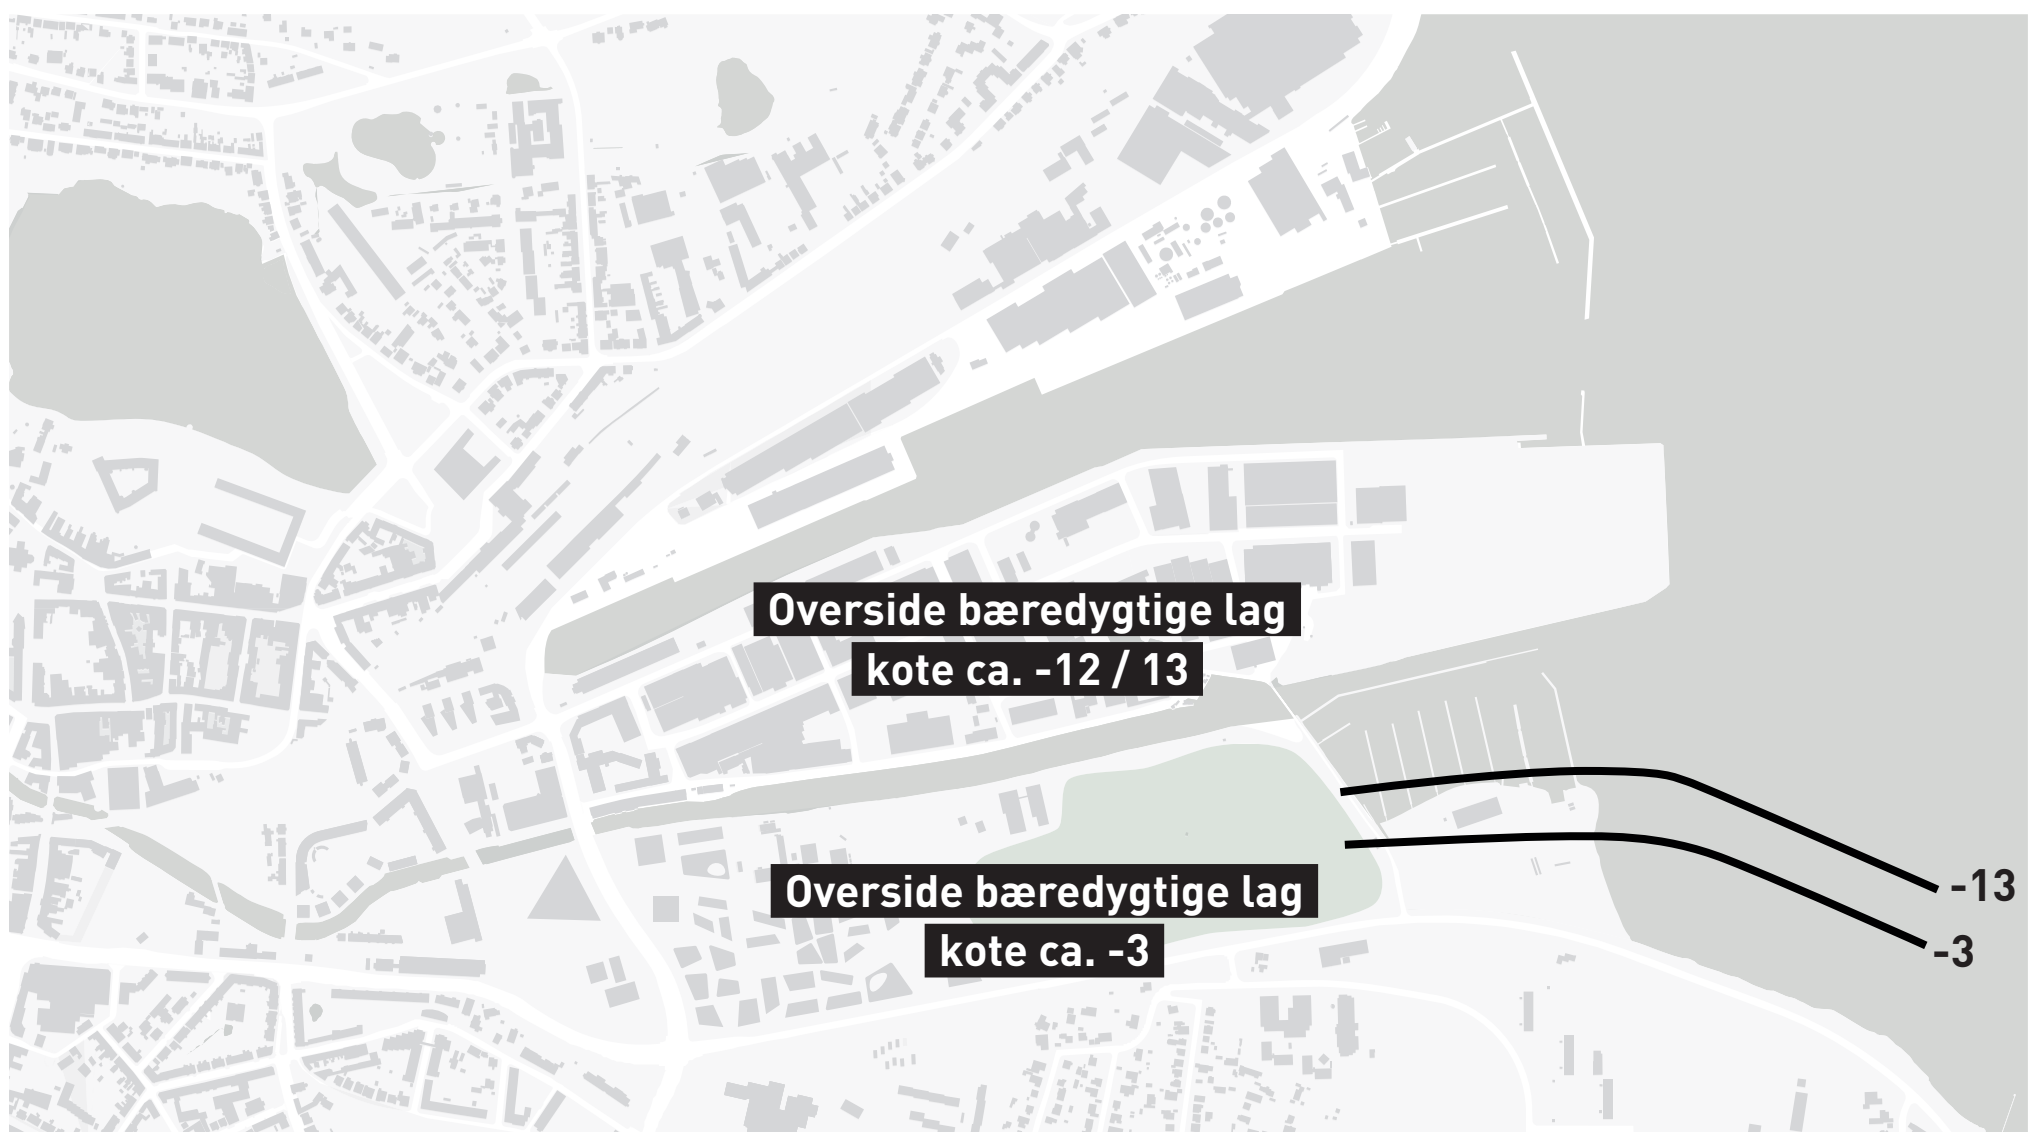 Overside bæredygtige lag
kote ca. -12 / 13
Overside bæredygtige lag
kote ca. -3
-13
-3